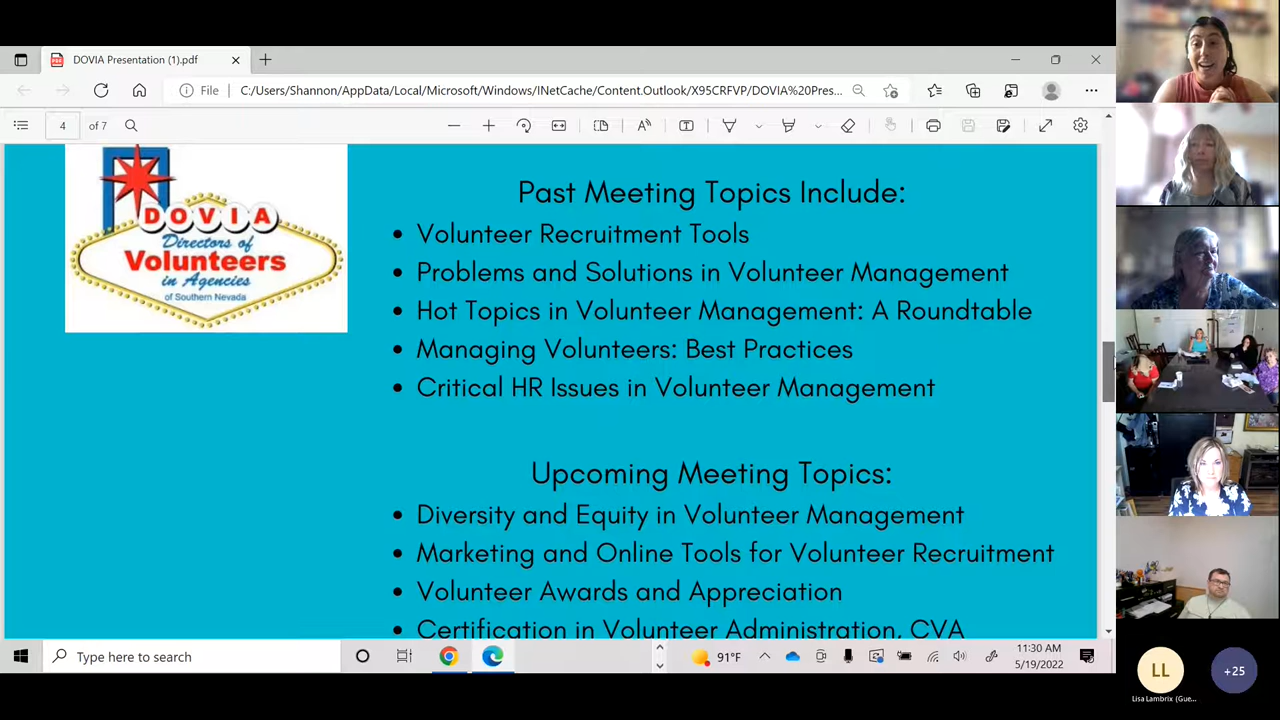 DOVIA Presentation (1).pdf
File
C:/Users/Shannon/AppData/Local/Microsoft/Windows/INetCache/Content.Outlook/X95CRFVP/DOVIA%20Pres...
4 of 7
DOVIA
Directors of
Volunteers
in Agencies
of Southern Nevada
Past Meeting Topics Include:
• Volunteer Recruitment Tools
• Problems and Solutions in Volunteer Management
• Hot Topics in Volunteer Management: A Roundtable
• Managing Volunteers: Best Practices
• Critical HR Issues in Volunteer Management
Upcoming Meeting Topics:
• Diversity and Equity in Volunteer Management
• Marketing and Online Tools for Volunteer Recruitment
• Volunteer Awards and Appreciation
• Certification in Volunteer Administration, CVA
Type here to search
91°F
11:30 AM
5/19/2022
LL
+25
Lisa Lambrix (Gue...